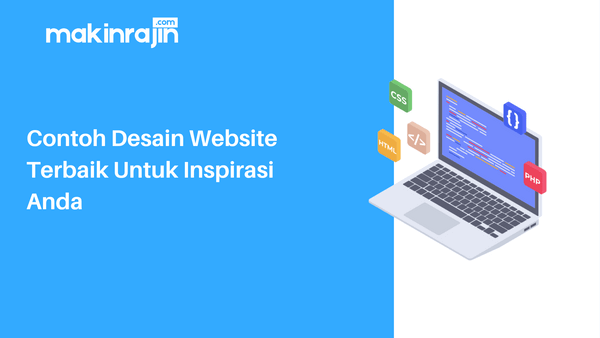 makinrajin
.com
Contoh Desain Website
Terbaik Untuk Inspirasi
Anda
CSS
{}
HTML
</>
PHP